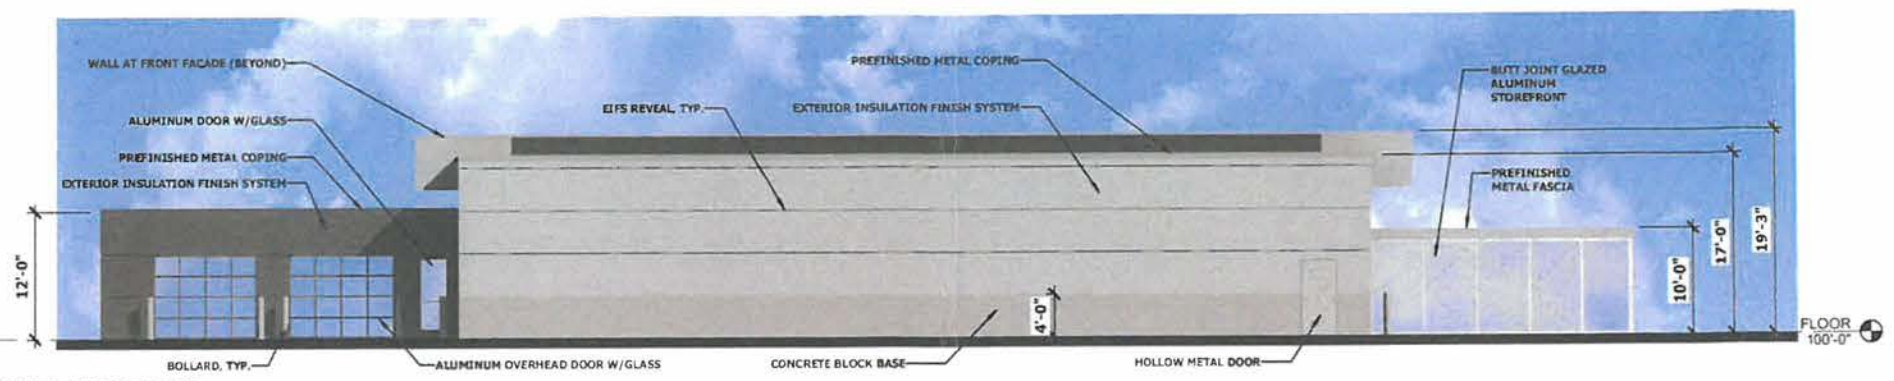 WALL AT FRONT FAÇADE (BEYOND)
PREFINISHED METAL COPING
BUTT JOINT GLAZED
ALUMINUM
STOREFRONT
EIFS REVEAL, TYP.
EXTERIOR INSULATION FINISH SYSTEM
ALUMINUM DOOR W/GLASS
PREFINISHED METAL COPING
EXTERIOR INSULATION FINISH SYSTEM
PREFINISHED
METAL FASCIA
12'-0"
4'-0"
10'-0"
17'-0"
19'-3"
FLOOR
100'-0"
BOLLARD, TYP.
ALUMINUM OVERHEAD DOOR W/GLASS
CONCRETE BLOCK BASE
HOLLOW METAL DOOR